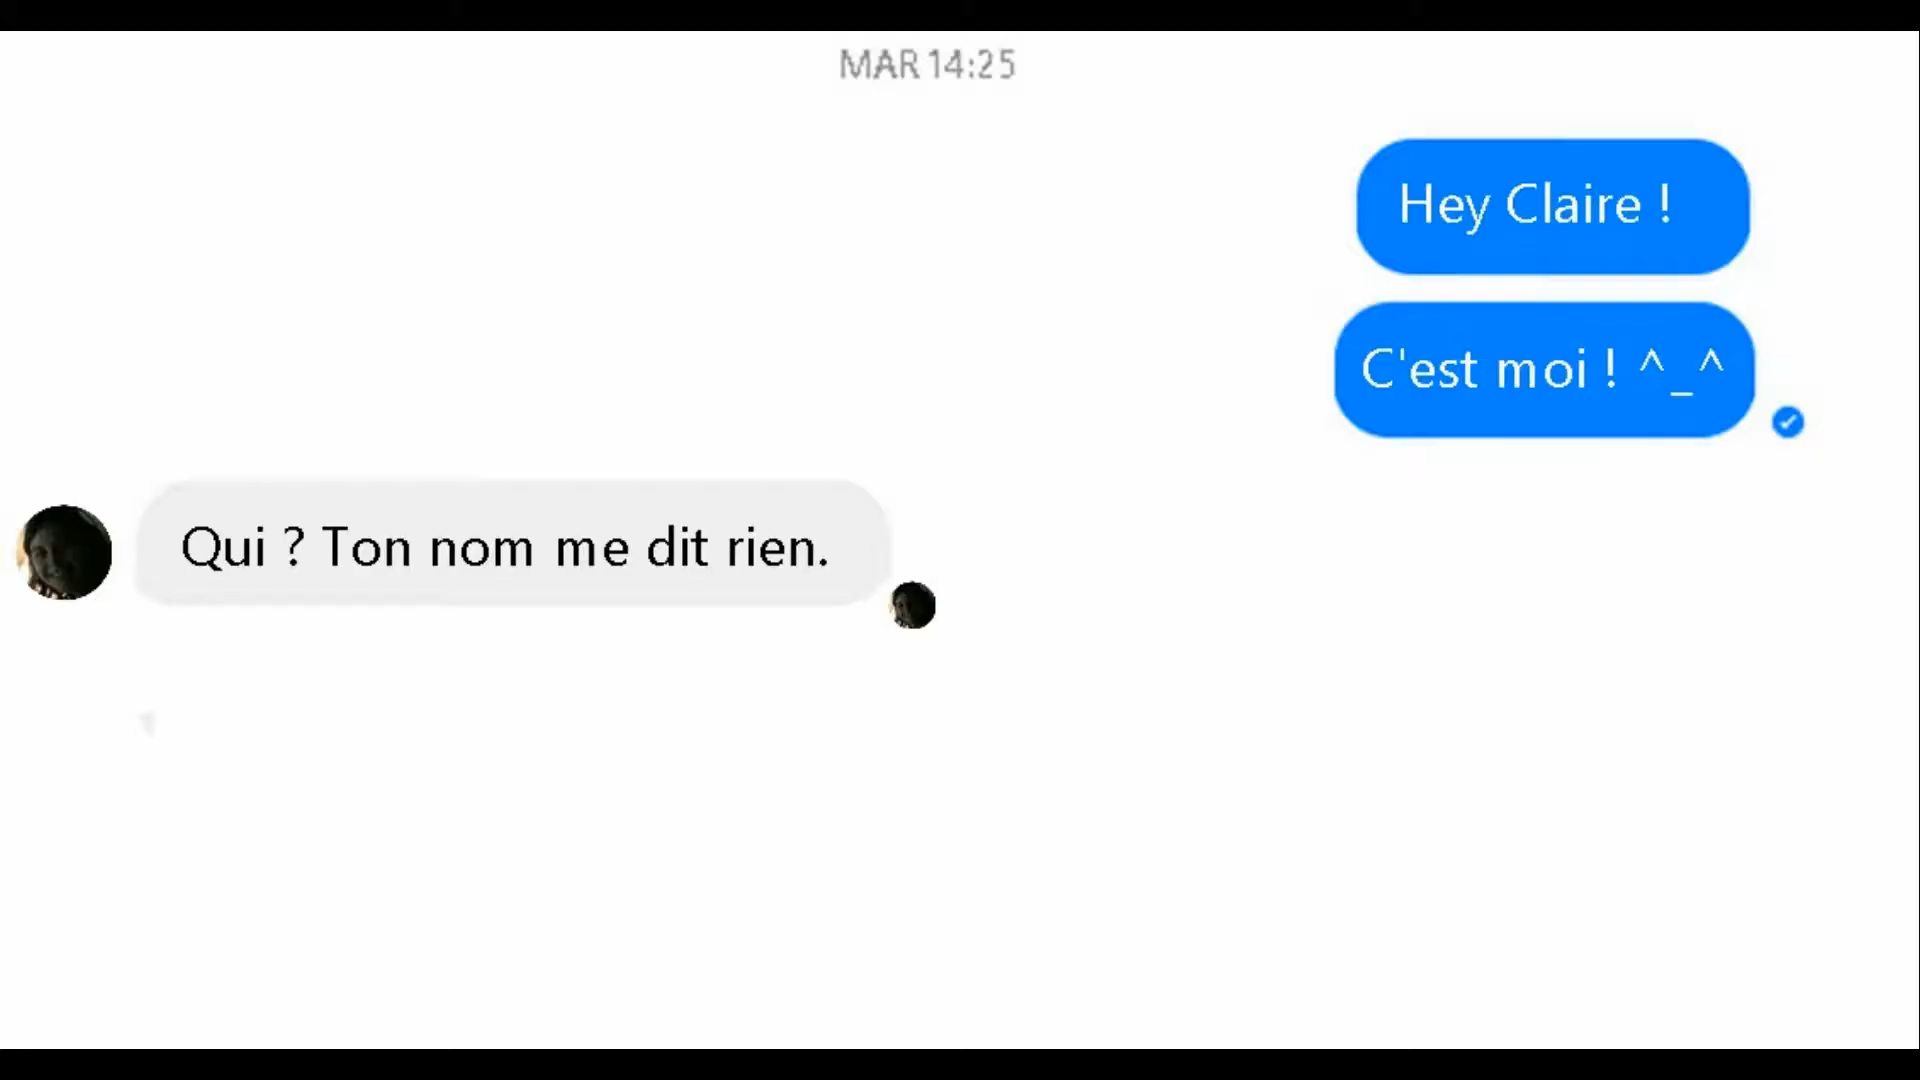 MAR 14:25
Hey Claire !
C'est moi ! ^_^
Qui ? Ton nom me dit rien.